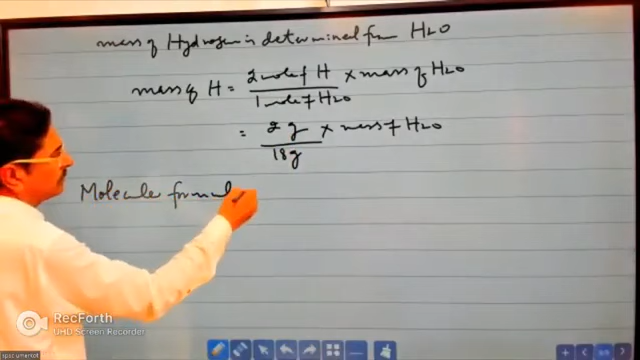 mass of Hydrogen is determined from H₂O
mass of H = 2 mole of H / 1 mole of H₂O × mass of H₂O
= 2 g / 18 g × mass of H₂O
Molecule formul
RecForth
UHD Screen Recorder